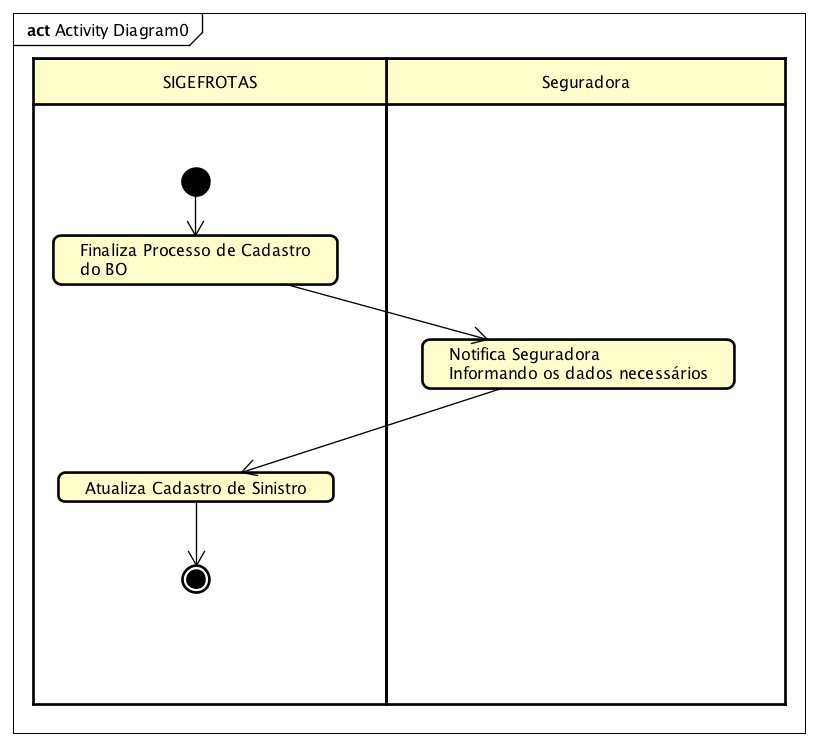 act Activity Diagram0
SIGEFROTAS
Seguradora
Finaliza Processo de Cadastro
do BO
Notifica Seguradora
Informando os dados necessários
Atualiza Cadastro de Sinistro